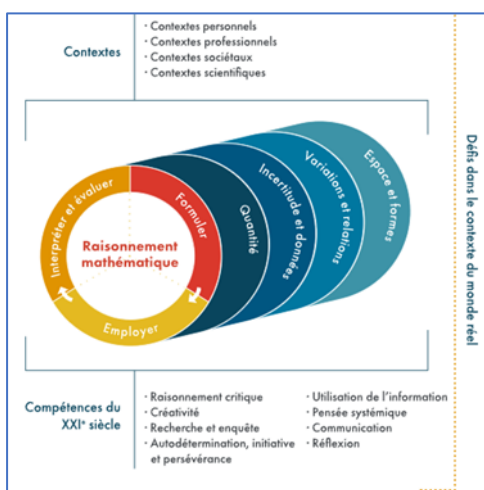 Contextes
· Contextes personnels
· Contextes professionnels
· Contextes sociétaux
· Contextes scientifiques
Défis dans le contexte du monde réel
Interpréter et évaluer
Formuler
Employer
Raisonnement
mathématique
Quantité
Incertitude et données
Variations et relations
Espace et formes
Compétences du
XXIᵉ siècle
· Raisonnement critique
· Créativité
· Recherche et enquête
· Autodétermination, initiative
et persévérance
· Utilisation de l'information
· Pensée systémique
· Communication
· Réflexion